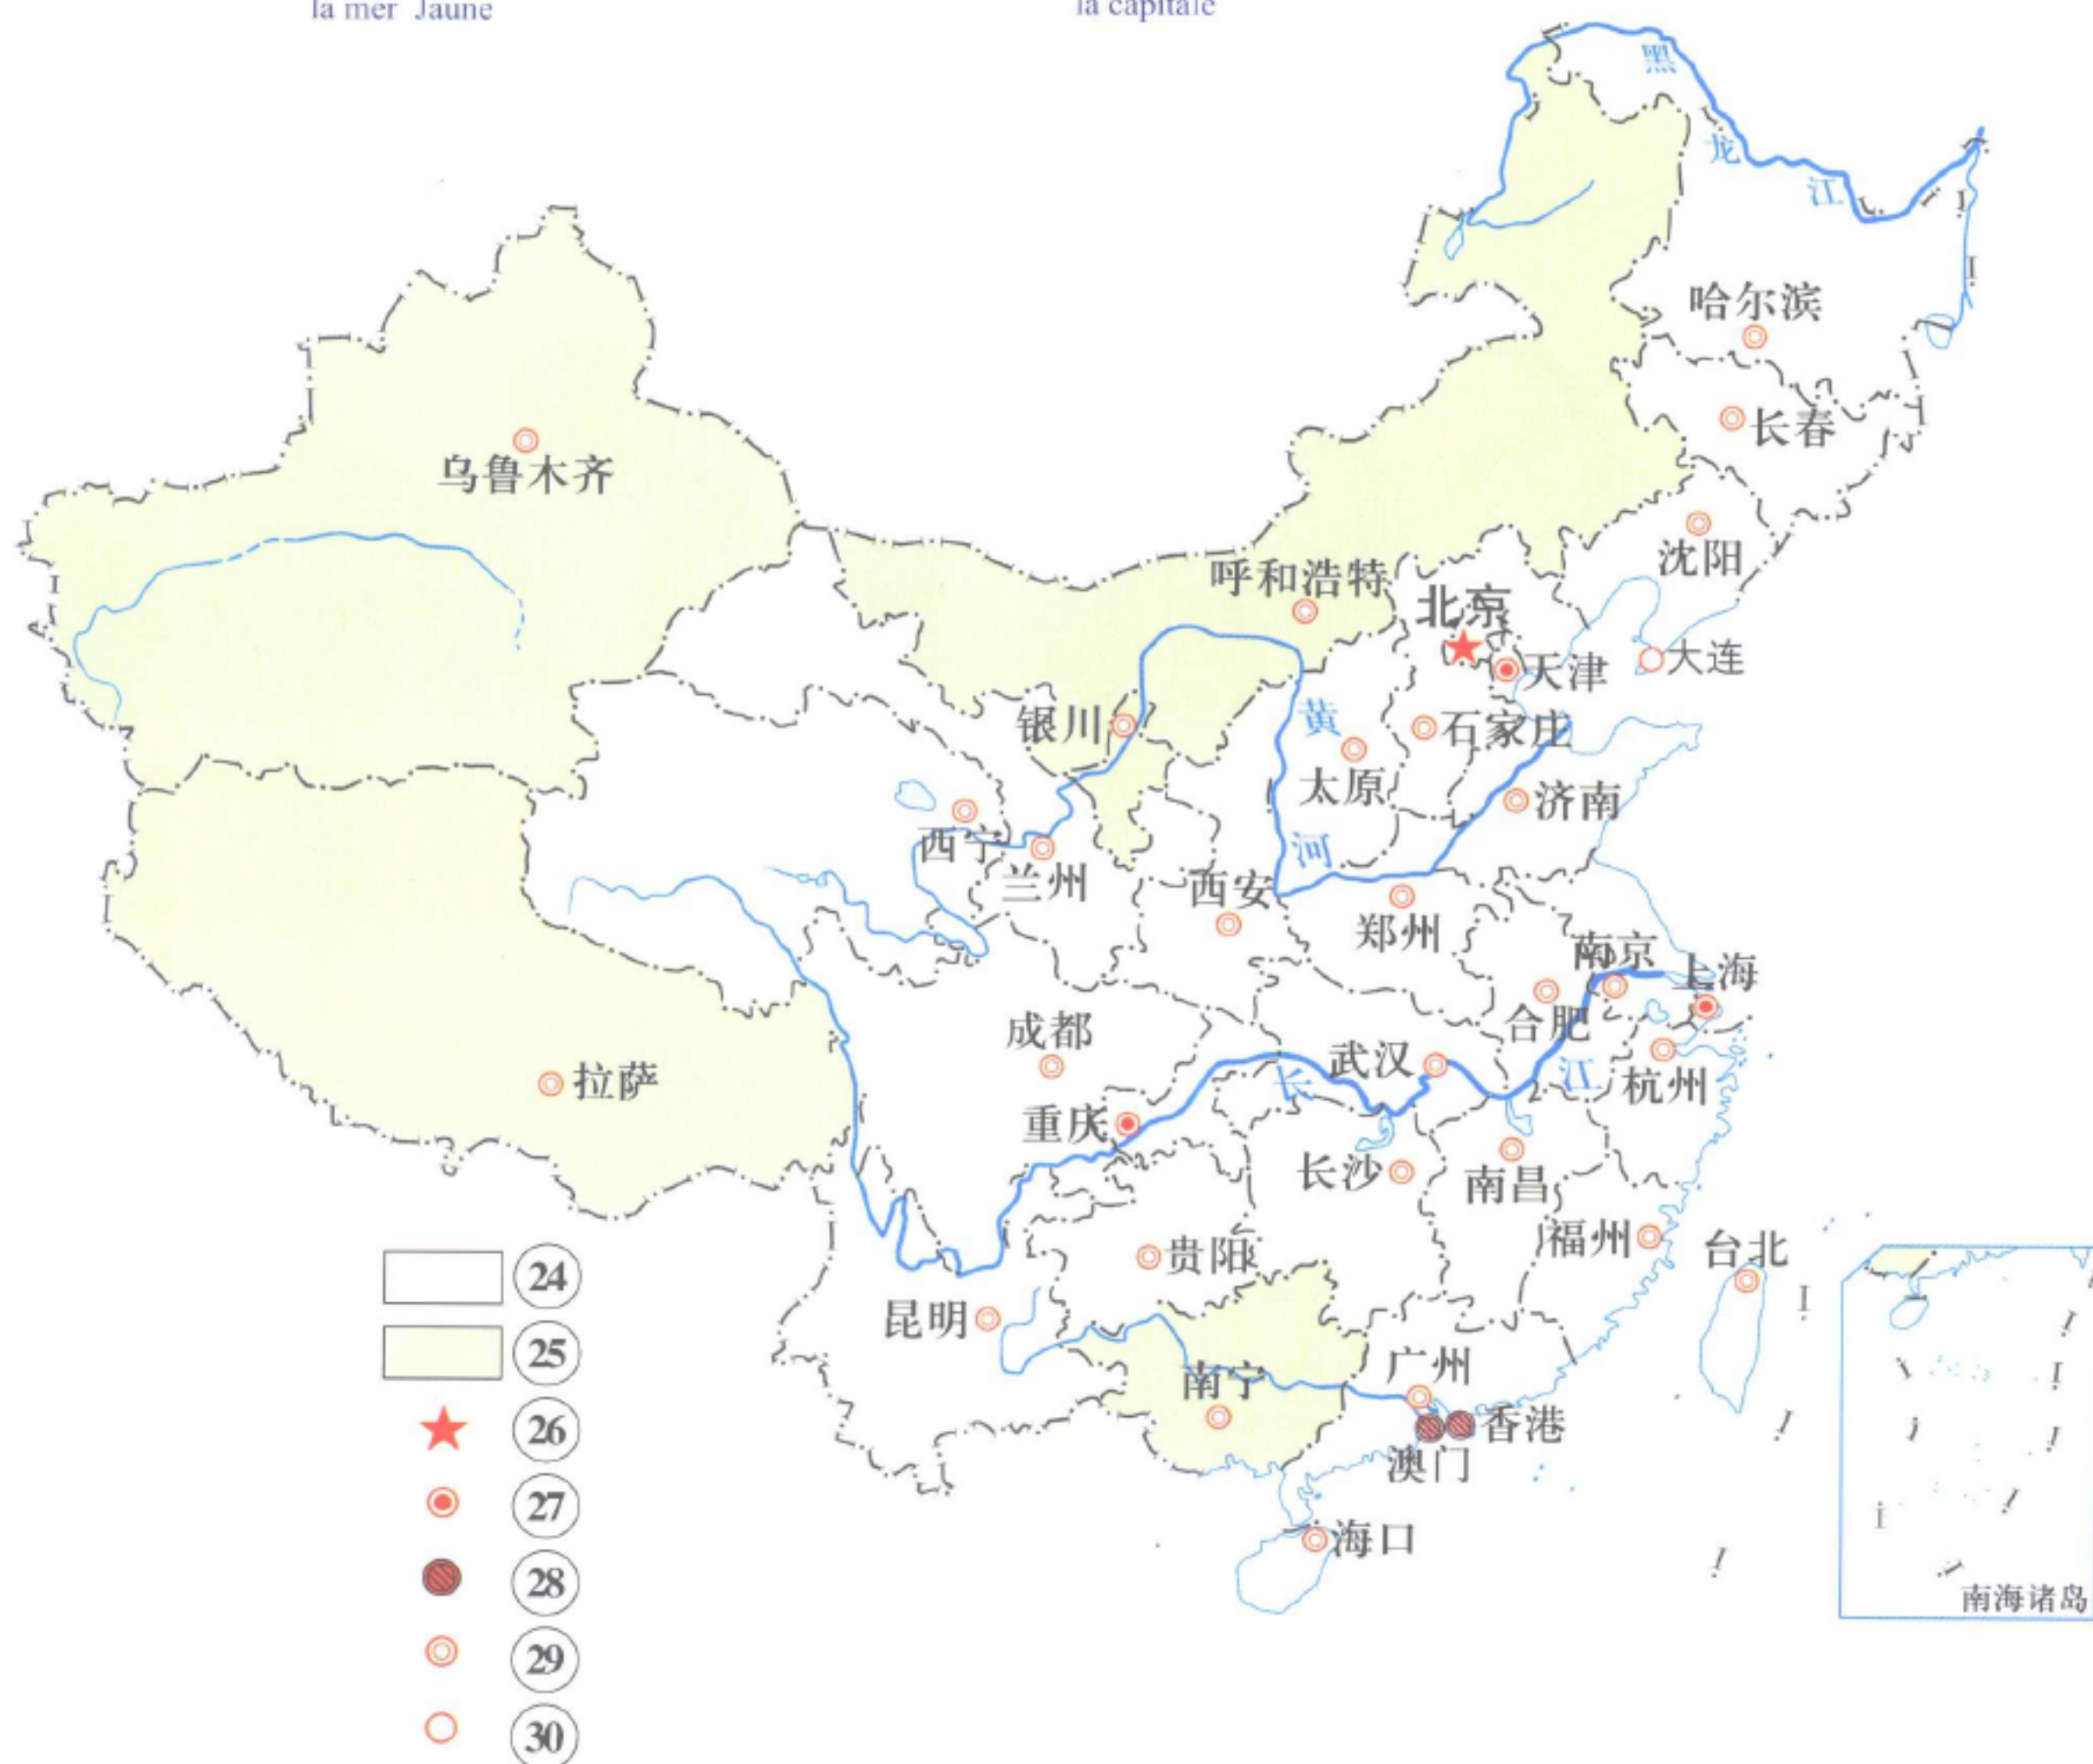 la mer Jaune
la capitale
黑
龙
江
哈尔滨
长春
乌鲁木齐
沈阳
呼和浩特
北京
天津
大连
银川
黄
石家庄
太原
济南
河
西宁
兰州
西安
郑州
南京
上海
合肥
成都
武汉
长
江
杭州
拉萨
重庆
长沙
南昌
福州
台北
贵阳
昆明
广州
南宁
香港
澳门
海口
南海诸岛
24
25
26
27
28
29
30